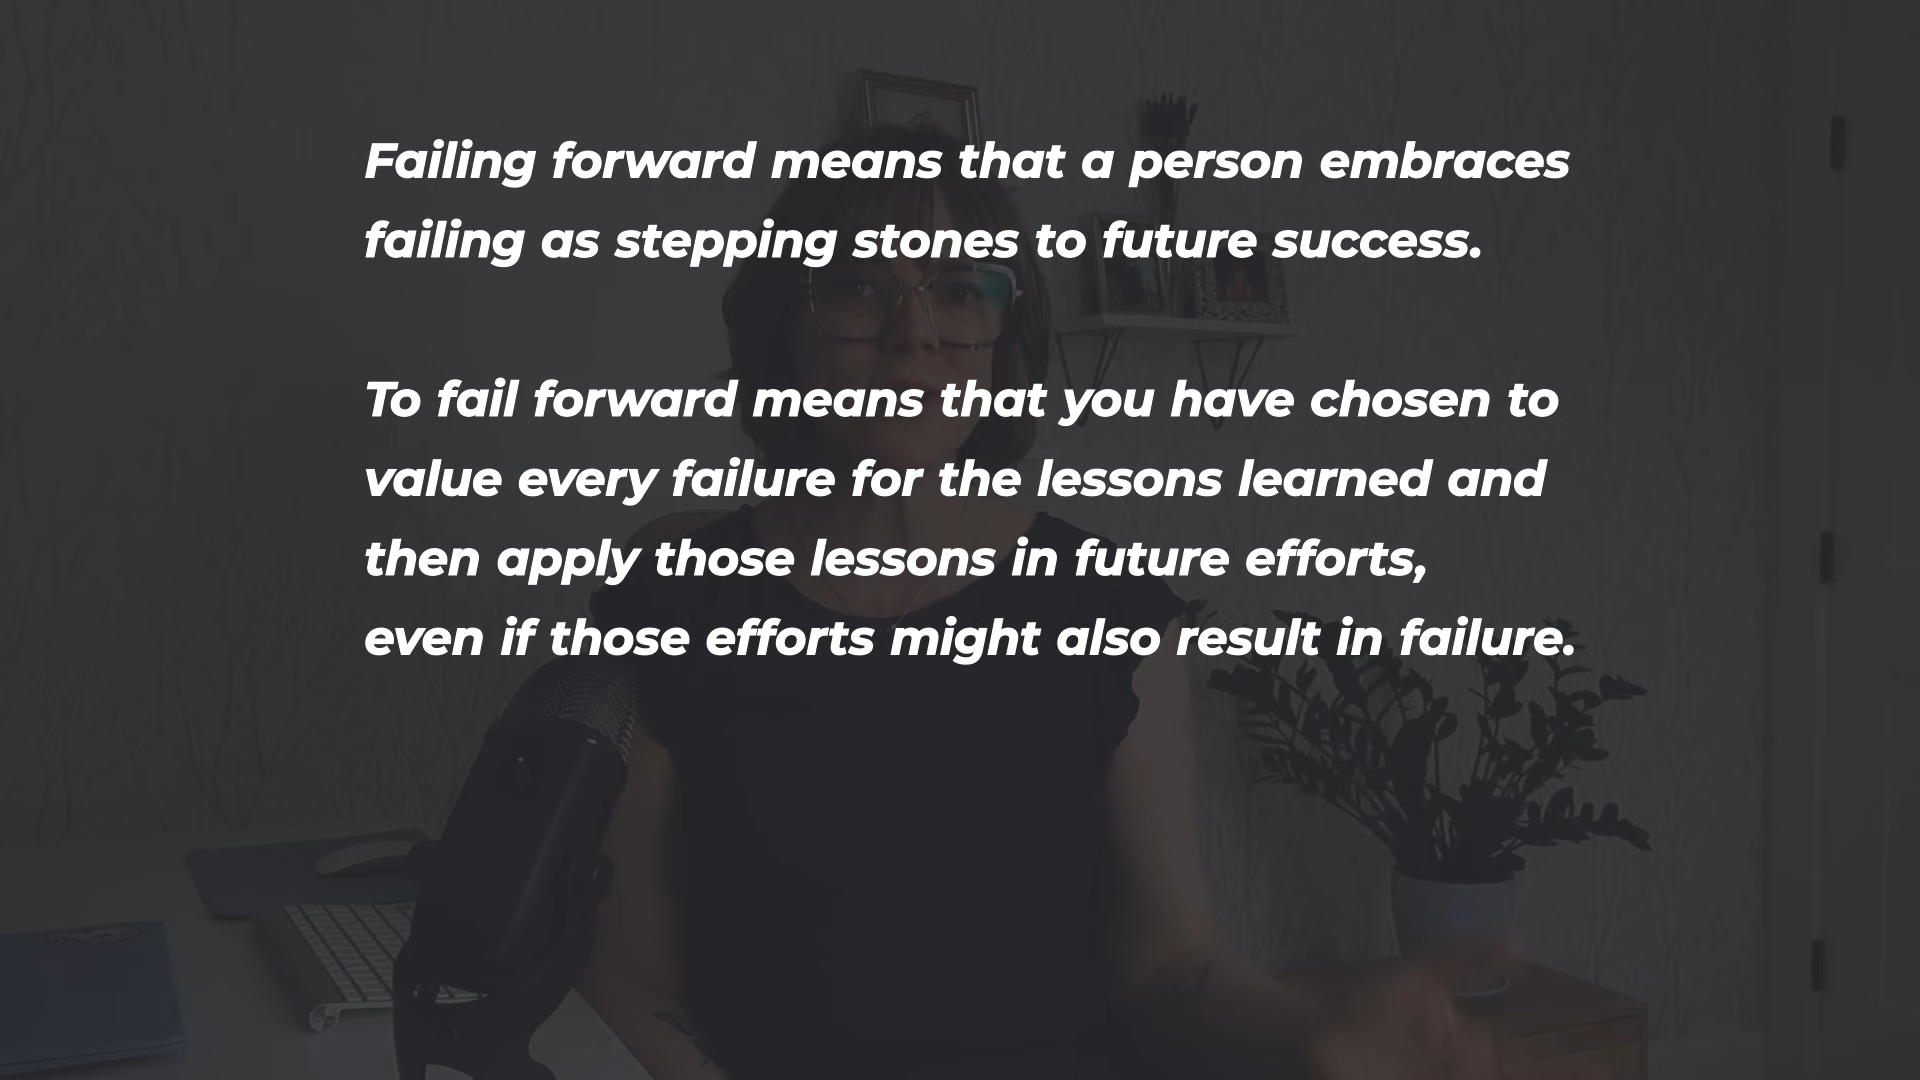 Failing forward means that a person embraces
failing as stepping stones to future success.
To fail forward means that you have chosen to
value every failure for the lessons learned and
then apply those lessons in future efforts,
even if those efforts might also result in failure.